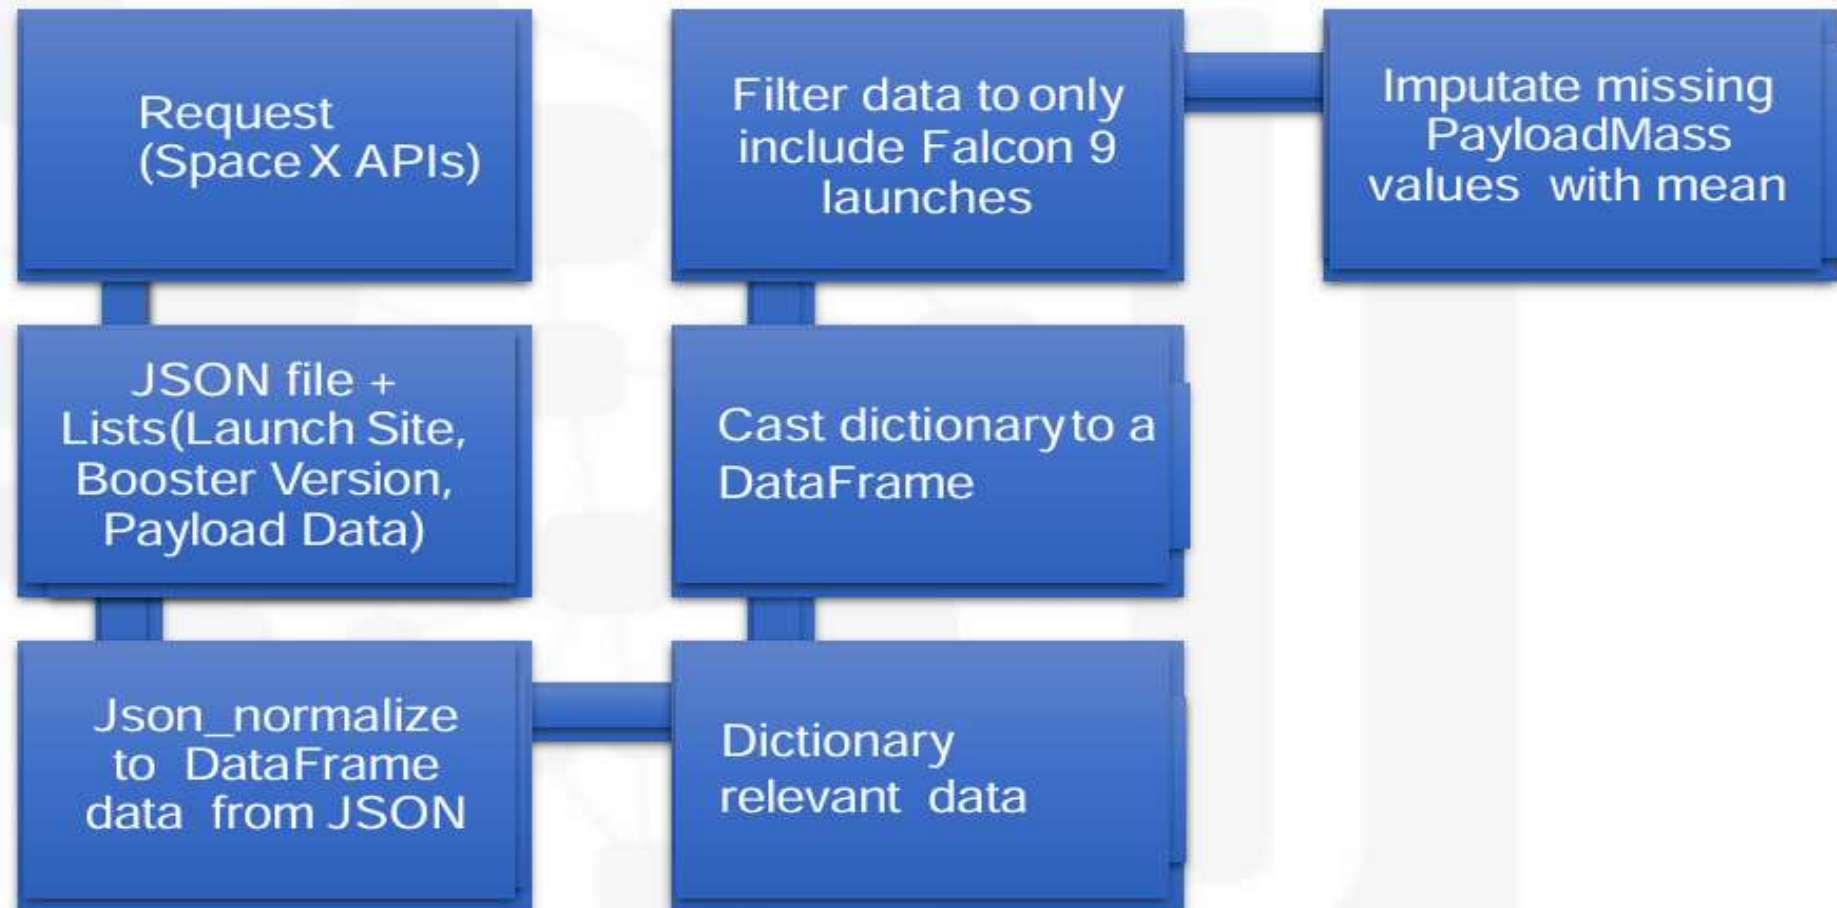 Request
(Space X APIs)
JSON file +
Lists(Launch Site,
Booster Version,
Payload Data)
Json_normalize
to DataFrame
data from JSON
Dictionary
relevant data
Cast dictionary to a
DataFrame
Filter data to only
include Falcon 9
launches
Imputate missing
PayloadMass
values with mean